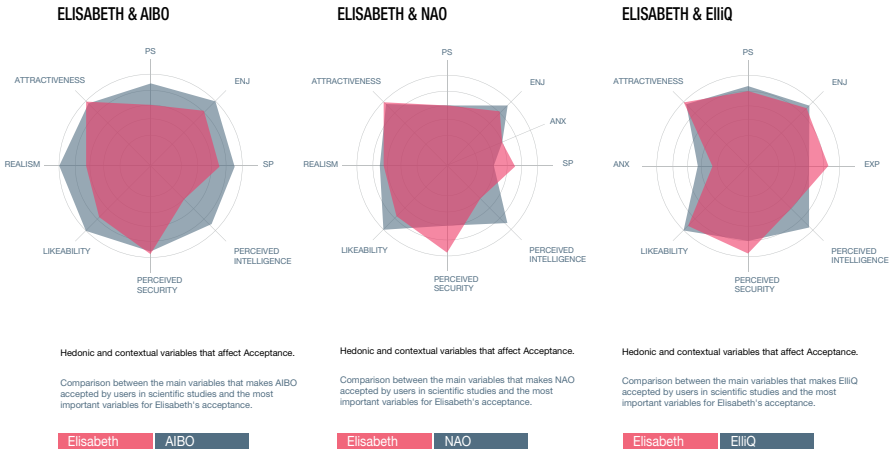 ELISABETH & AIBO
PS
ATTRACTIVENESS
ENJ
REALISM
SP
LIKEABILITY
PERCEIVED
INTELLIGENCE
PERCEIVED
SECURITY
Hedonic and contextual variables that affect Acceptance.
Comparison between the main variables that makes AIBO
accepted by users in scientific studies and the most
important variables for Elisabeth's acceptance.
Elisabeth
AIBO
ELISABETH & NAO
PS
ATTRACTIVENESS
ENJ
ANX
REALISM
SP
LIKEABILITY
PERCEIVED
INTELLIGENCE
PERCEIVED
SECURITY
Hedonic and contextual variables that affect Acceptance.
Comparison between the main variables that makes NAO
accepted by users in scientific studies and the most
important variables for Elisabeth's acceptance.
Elisabeth
NAO
ELISABETH & ElliQ
PS
ATTRACTIVENESS
ENJ
ANX
EXP
LIKEABILITY
PERCEIVED
INTELLIGENCE
PERCEIVED
SECURITY
Hedonic and contextual variables that affect Acceptance.
Comparison between the main variables that makes ElliQ
accepted by users in scientific studies and the most
important variables for Elisabeth's acceptance.
Elisabeth
ElliQ